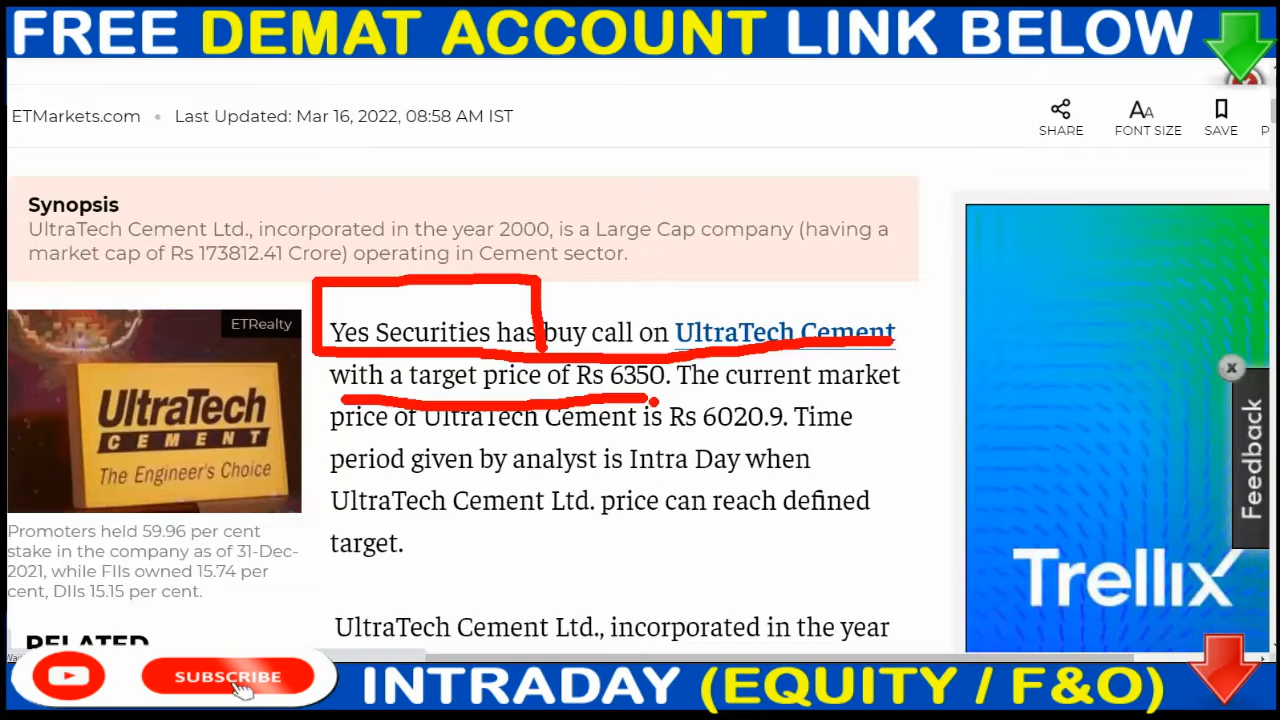 FREE DEMAT ACCOUNT LINK BELOW
ETMarkets.com • Last Updated: Mar 16, 2022, 08:58 AM IST
SHARE
FONT SIZE
SAVE
P
Synopsis
UltraTech Cement Ltd., incorporated in the year 2000, is a Large Cap company (having a
market cap of Rs 173812.41 Crore) operating in Cement sector.
ETRealty
UltraTech
CEMENT
The Engineer's Choice
Promoters held 59.96 per cent
stake in the company as of 31-Dec-
2021, while FIIs owned 15.74 per
cent, DIIs 15.15 per cent.
RELATED
Yes Securities has buy call on UltraTech Cement
with a target price of Rs 6350. The current market
price of UltraTech Cement is Rs 6020.9. Time
period given by analyst is Intra Day when
UltraTech Cement Ltd. price can reach defined
target.
UltraTech Cement Ltd., incorporated in the year
Feedback
Trellix
SUBSCRIBE
INTRADAY (EQUITY / F&O)